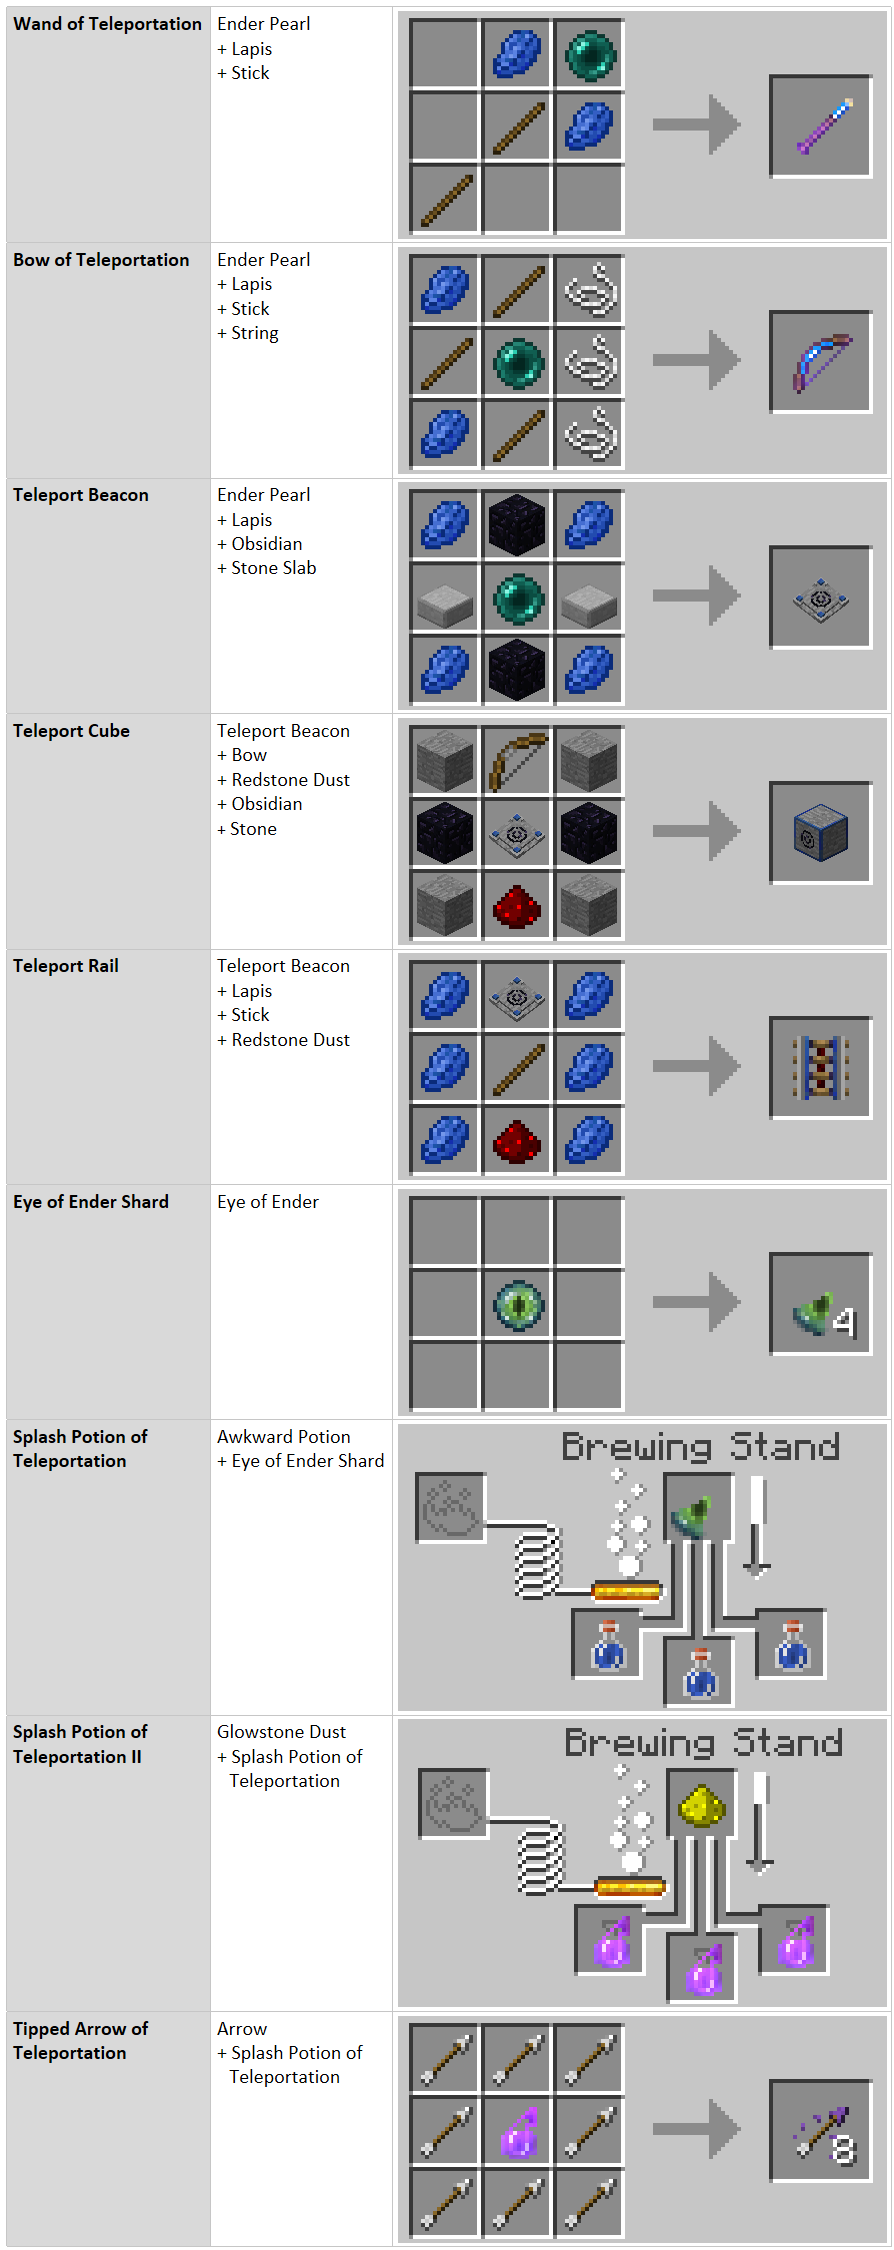 Wand of Teleportation
Ender Pearl
+ Lapis
+ Stick
Bow of Teleportation
Ender Pearl
+ Lapis
+ Stick
+ String
Teleport Beacon
Ender Pearl
+ Lapis
+ Obsidian
+ Stone Slab
Teleport Cube
Teleport Beacon
+ Bow
+ Redstone Dust
+ Obsidian
+ Stone
Teleport Rail
Teleport Beacon
+ Lapis
+ Stick
+ Redstone Dust
Eye of Ender Shard
Eye of Ender
4
Splash Potion of
Teleportation
Awkward Potion
+ Eye of Ender Shard
Brewing Stand
Splash Potion of
Teleportation II
Glowstone Dust
+ Splash Potion of
Teleportation
Brewing Stand
Tipped Arrow of
Teleportation
Arrow
+ Splash Potion of
Teleportation
8